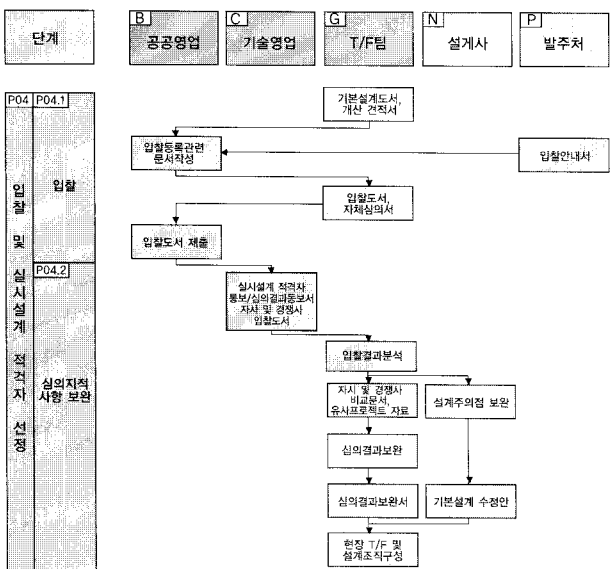 단계
B
공공영업
C
기술영업
G
T/F팀
N
설계사
P
발주처
P04
입찰 및 실시설계 적격자 선정
P04.1
입찰
P04.2
심의지적
사항 보완
기본설계도서,
개산 견적서
입찰등록관련
문서작성
입찰안내서
입찰도서,
자체심의서
입찰도서 제출
실시설계 적격자
통보/심의결과통보서
자사 및 경쟁사
입찰도서
입찰결과분석
자사 및 경쟁사
비교문서,
유사프로젝트 자료
설계주의점 보완
심의결과보완
심의결과보완서
기본설계 수정안
현장 T/F 및
설계조직구성